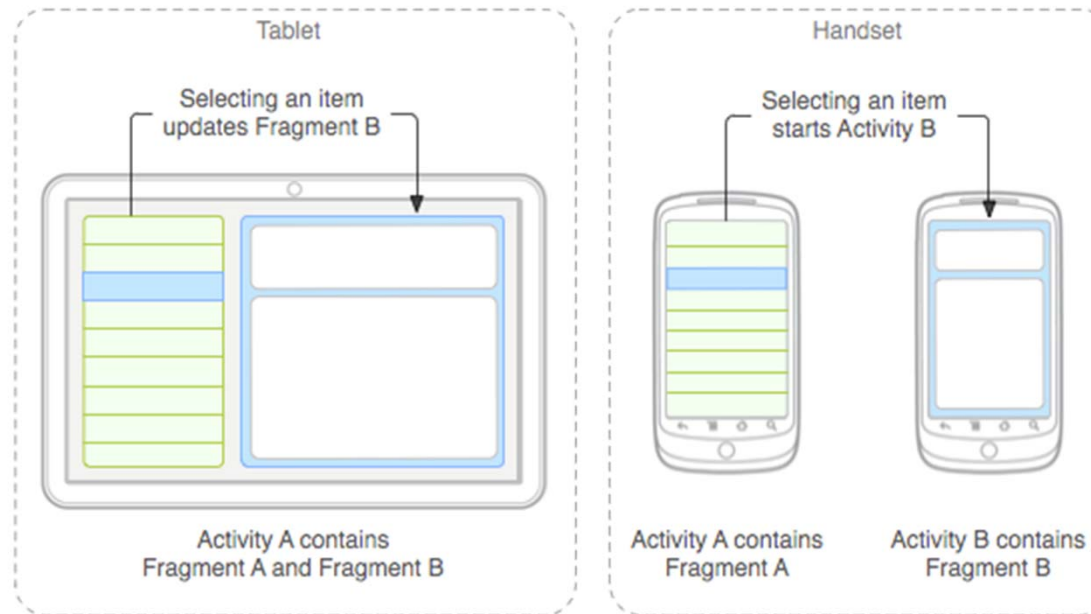 Tablet
Selecting an item
updates Fragment B
Activity A contains
Fragment A and Fragment B
Handset
Selecting an item
starts Activity B
Activity A contains
Fragment A
Activity B contains
Fragment B